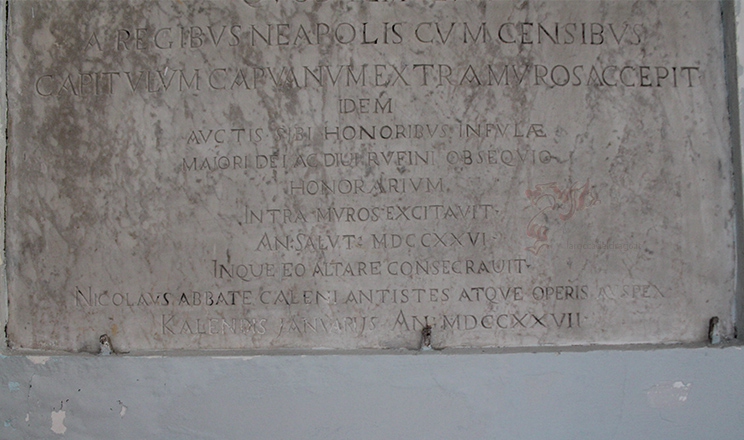 A REGIBVS NEAPOLIS CVM CENSIBVS
CAPITVLVM CAPVANVM EXTRA MVROS ACCEPIT
IDEM
AVCTIS SIBI HONORIBVS INFVLÆ
MAIORI DEI AC DIVI RVFINI OBSEQVIO
HONORARIVM
INTRA MVROS EXCITAVIT
AN·SALVT: MDCCXXVI
INQVE EO ALTARE CONSECRAVIT
NICOLAVS ABBATE CALENI ANTISTES ATQVE OPERIS
KALENDIS IANVARIJS AN: MDCCXXVII